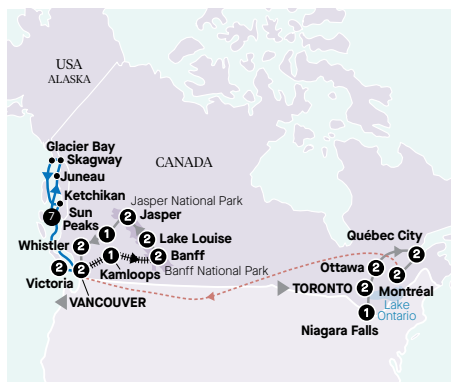 USA
ALASKA
Glacier Bay
Skagway
Juneau
CANADA
Ketchikan
Jasper National Park
7
Sun
Peaks
1
2
Jasper
Whistler
2
2
Lake Louise
Québec City
2
1
2
Banff
Ottawa
2
Victoria
2
2
Kamloops
Banff National Park
TORONTO
2
2
Montréal
VANCOUVER
Lake
Ontario
1
Niagara Falls